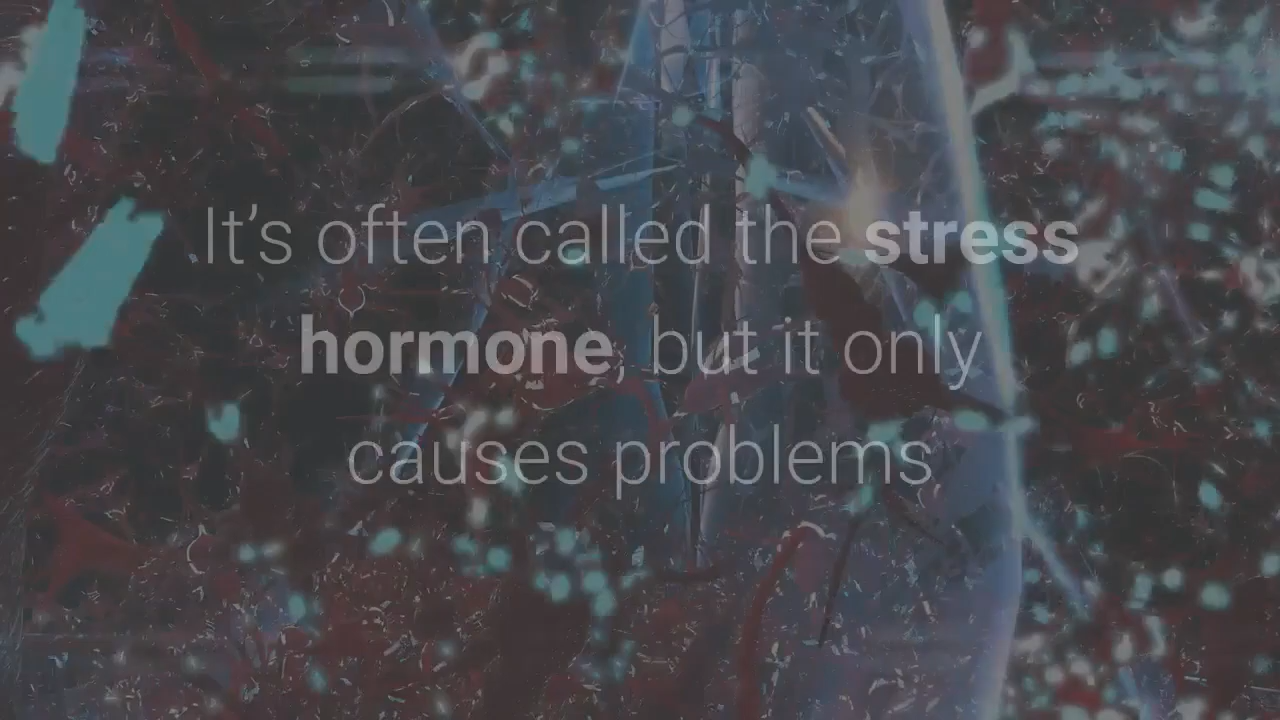 It’s often called the stress
hormone, but it only
causes problems